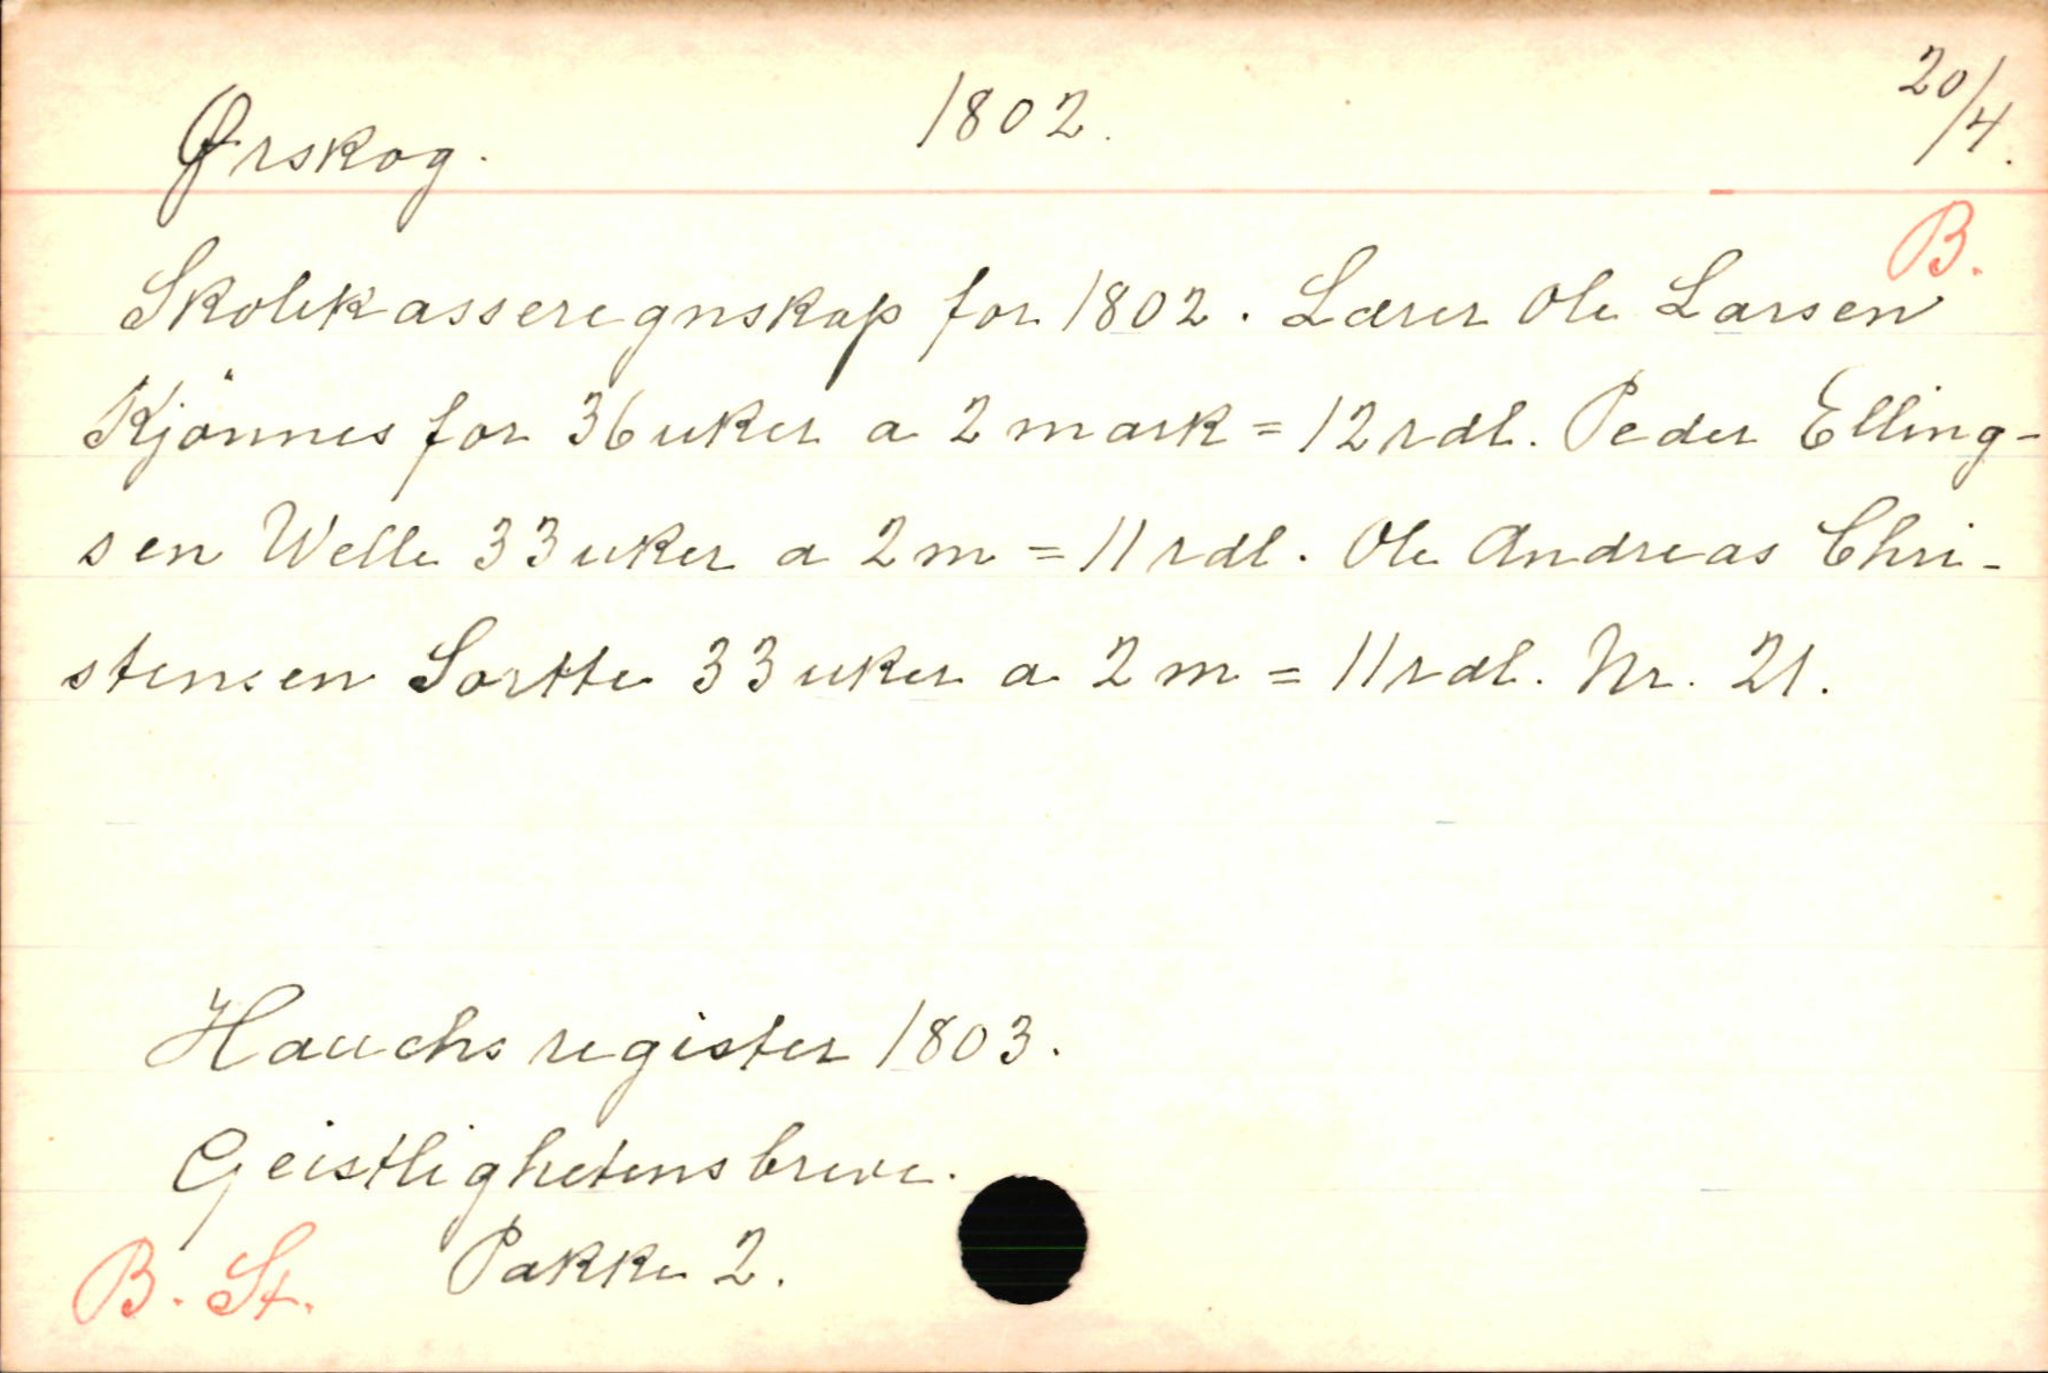 Ørskog. 1802. 20/4.
B.
Skolekasseregnskap for 1802. Lærer Ole Larsen
Kjönnes for 36 uker a 2 mark = 12 rdl. Peder Elling-
sen Welle 33 uker a 2 m = 11 rdl. Ole Andreas Chri-
stensen Sortte 33 uker a 2 m = 11 rdl. Nr. 21.
Hauchs register 1803.
Geistlighetens breve.
B. St. Pakke 2.